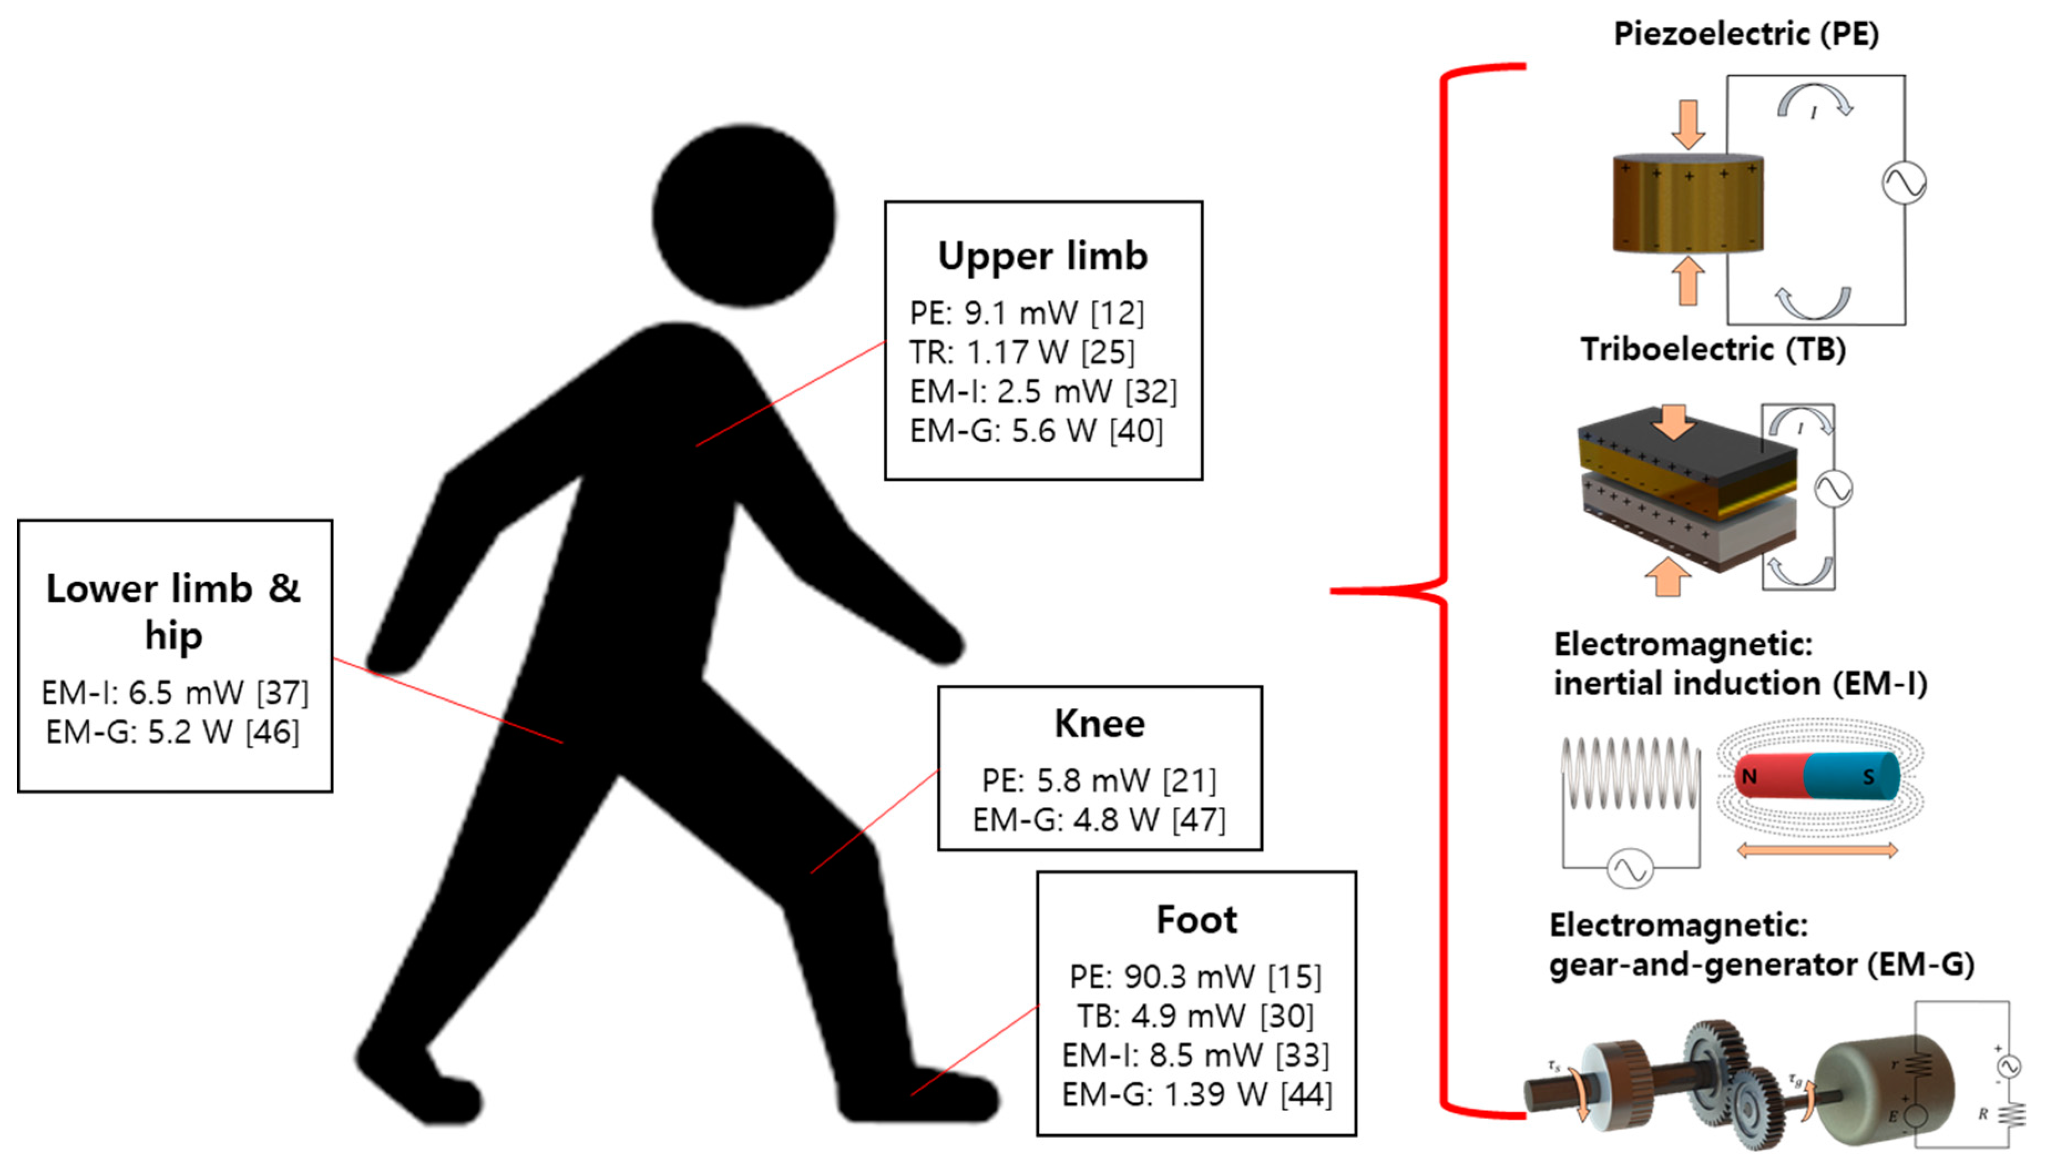 Upper limb
PE: 9.1 mW [12]
TR: 1.17 W [25]
EM-I: 2.5 mW [32]
EM-G: 5.6 W [40]
Lower limb &
hip
EM-I: 6.5 mW [37]
EM-G: 5.2 W [46]
Knee
PE: 5.8 mW [21]
EM-G: 4.8 W [47]
Foot
PE: 90.3 mW [15]
TB: 4.9 mW [30]
EM-I: 8.5 mW [33]
EM-G: 1.39 W [44]
Piezoelectric (PE)
I
+ + + + +
- - - - -
Triboelectric (TB)
I
Electromagnetic:
inertial induction (EM-I)
N S
Electromagnetic:
gear-and-generator (EM-G)
τs
τg
r
+
E
-
+
-
R